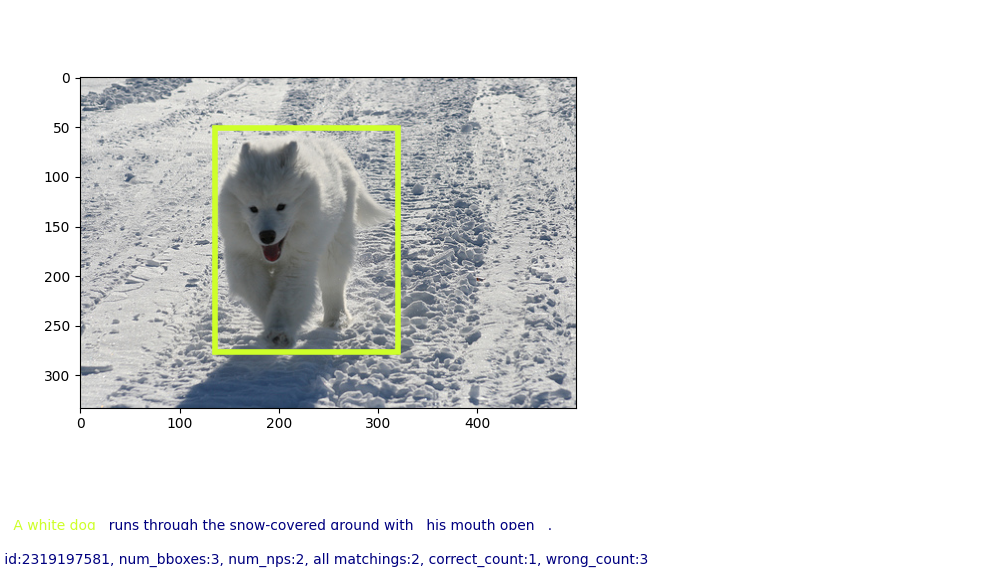 0
50
100
150
200
250
300
0 100 200 300 400
A white dog runs through the snow-covered ground with his mouth open .
id:2319197581, num_bboxes:3, num_nps:2, all matchings:2, correct_count:1, wrong_count:3